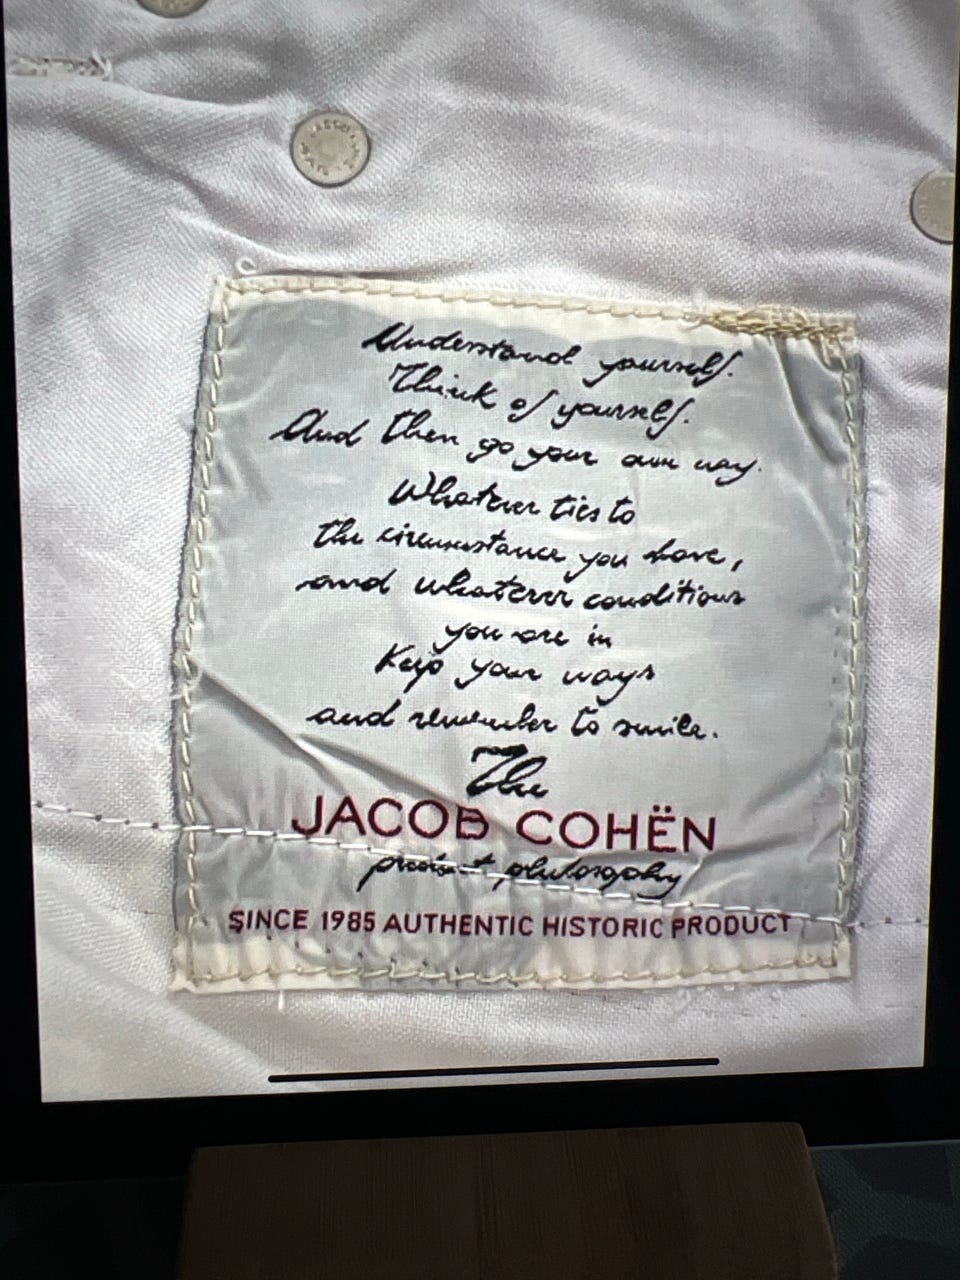 Understand yourself.
Think of yourself.
And then go your own way.
Whatever ties to
the circumstance you have,
and whatever conditions
you are in
Keep your ways
and remember to smile.
The
JACOB COHËN
philosophy
SINCE 1985 AUTHENTIC HISTORIC PRODUCT